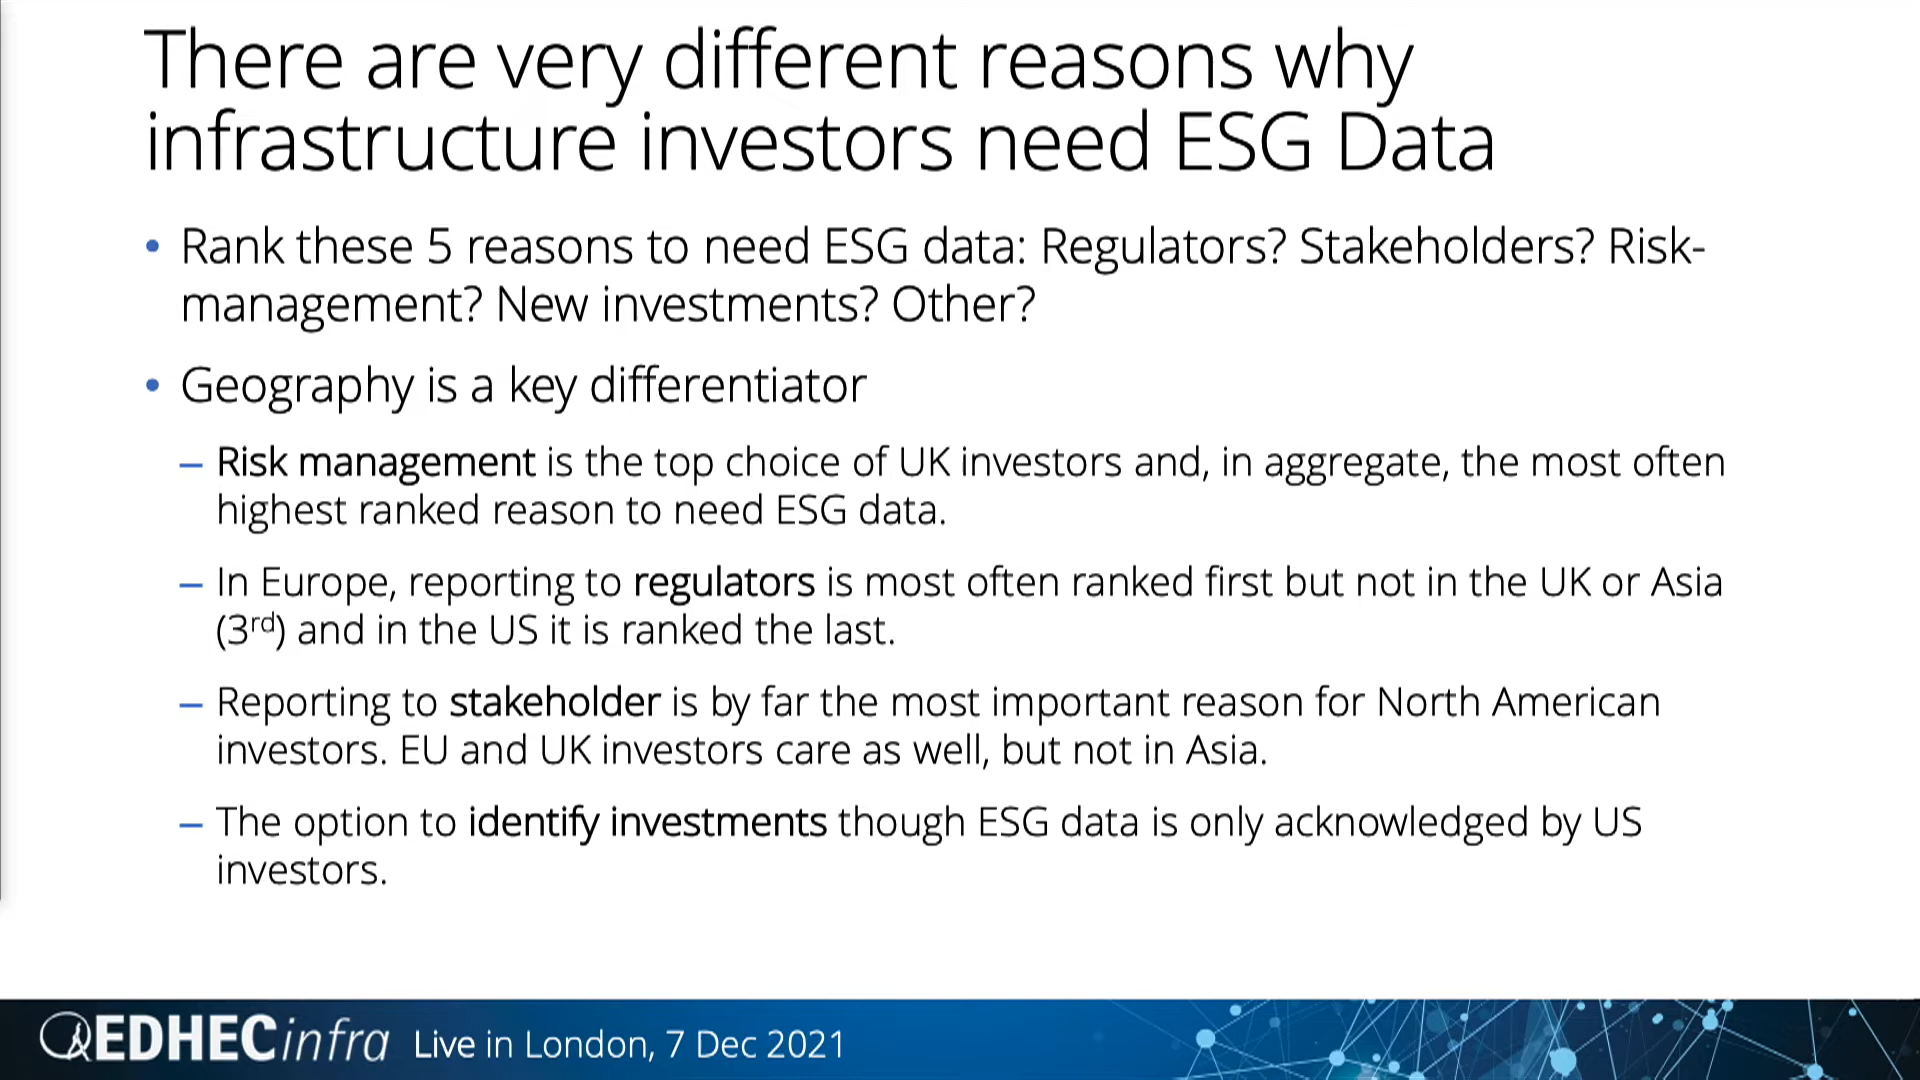 There are very different reasons why
infrastructure investors need ESG Data
• Rank these 5 reasons to need ESG data: Regulators? Stakeholders? Risk-
management? New investments? Other?
• Geography is a key differentiator
– Risk management is the top choice of UK investors and, in aggregate, the most often
highest ranked reason to need ESG data.
– In Europe, reporting to regulators is most often ranked first but not in the UK or Asia
(3rd) and in the US it is ranked the last.
– Reporting to stakeholder is by far the most important reason for North American
investors. EU and UK investors care as well, but not in Asia.
– The option to identify investments though ESG data is only acknowledged by US
investors.
EDHECinfra Live in London, 7 Dec 2021